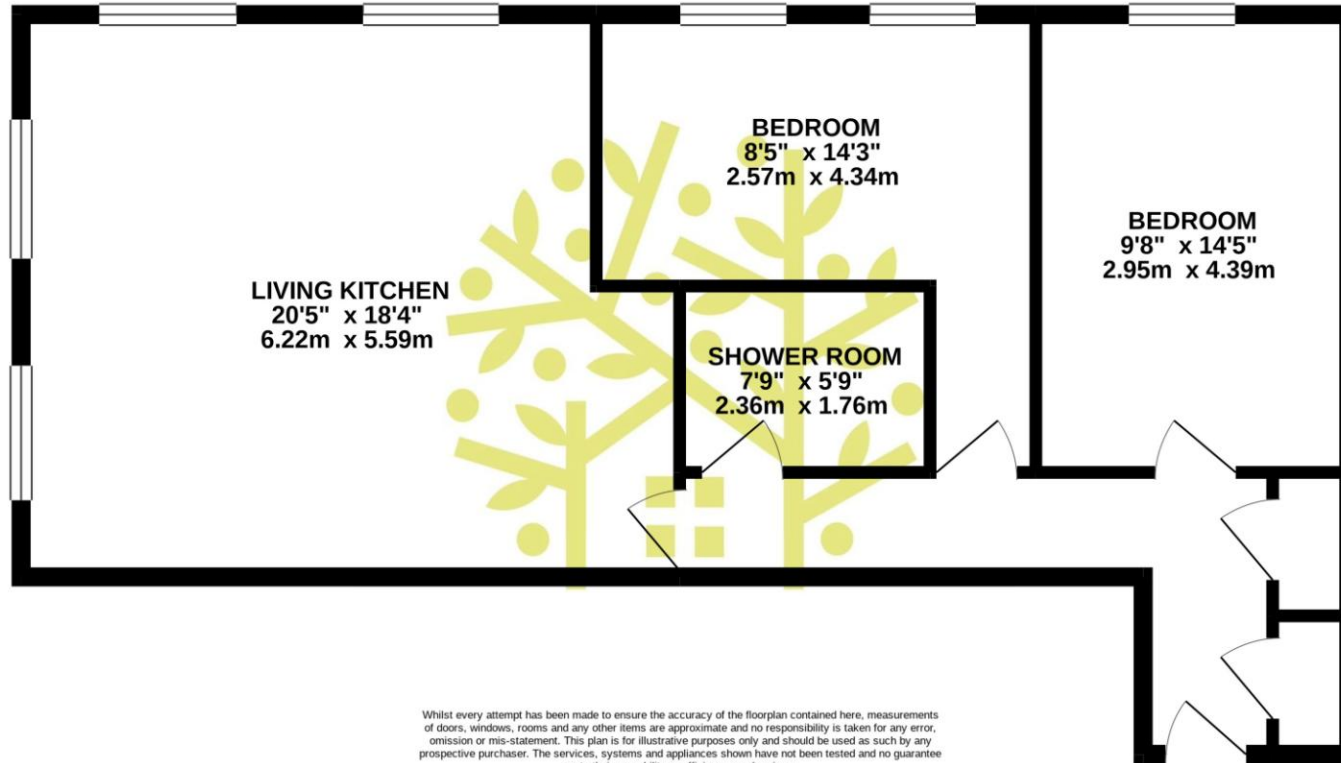 BEDROOM
8'5" x 14'3"
2.57m x 4.34m
BEDROOM
9'8" x 14'5"
2.95m x 4.39m
LIVING KITCHEN
20'5" x 18'4"
6.22m x 5.59m
SHOWER ROOM
7'9" x 5'9"
2.36m x 1.76m
Whilst every attempt has been made to ensure the accuracy of the floorplan contained here, measurements
of doors, windows, rooms and any other items are approximate and no responsibility is taken for any error,
omission or mis-statement. This plan is for illustrative purposes only and should be used as such by any
prospective purchaser. The services, systems and appliances shown have not been tested and no guarantee